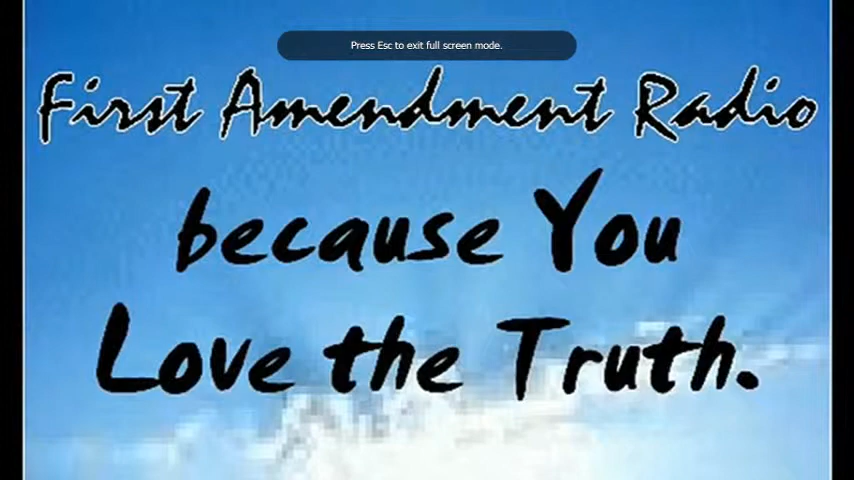 Press Esc to exit full screen mode.
First Amendment Radio
because You
Love the Truth.